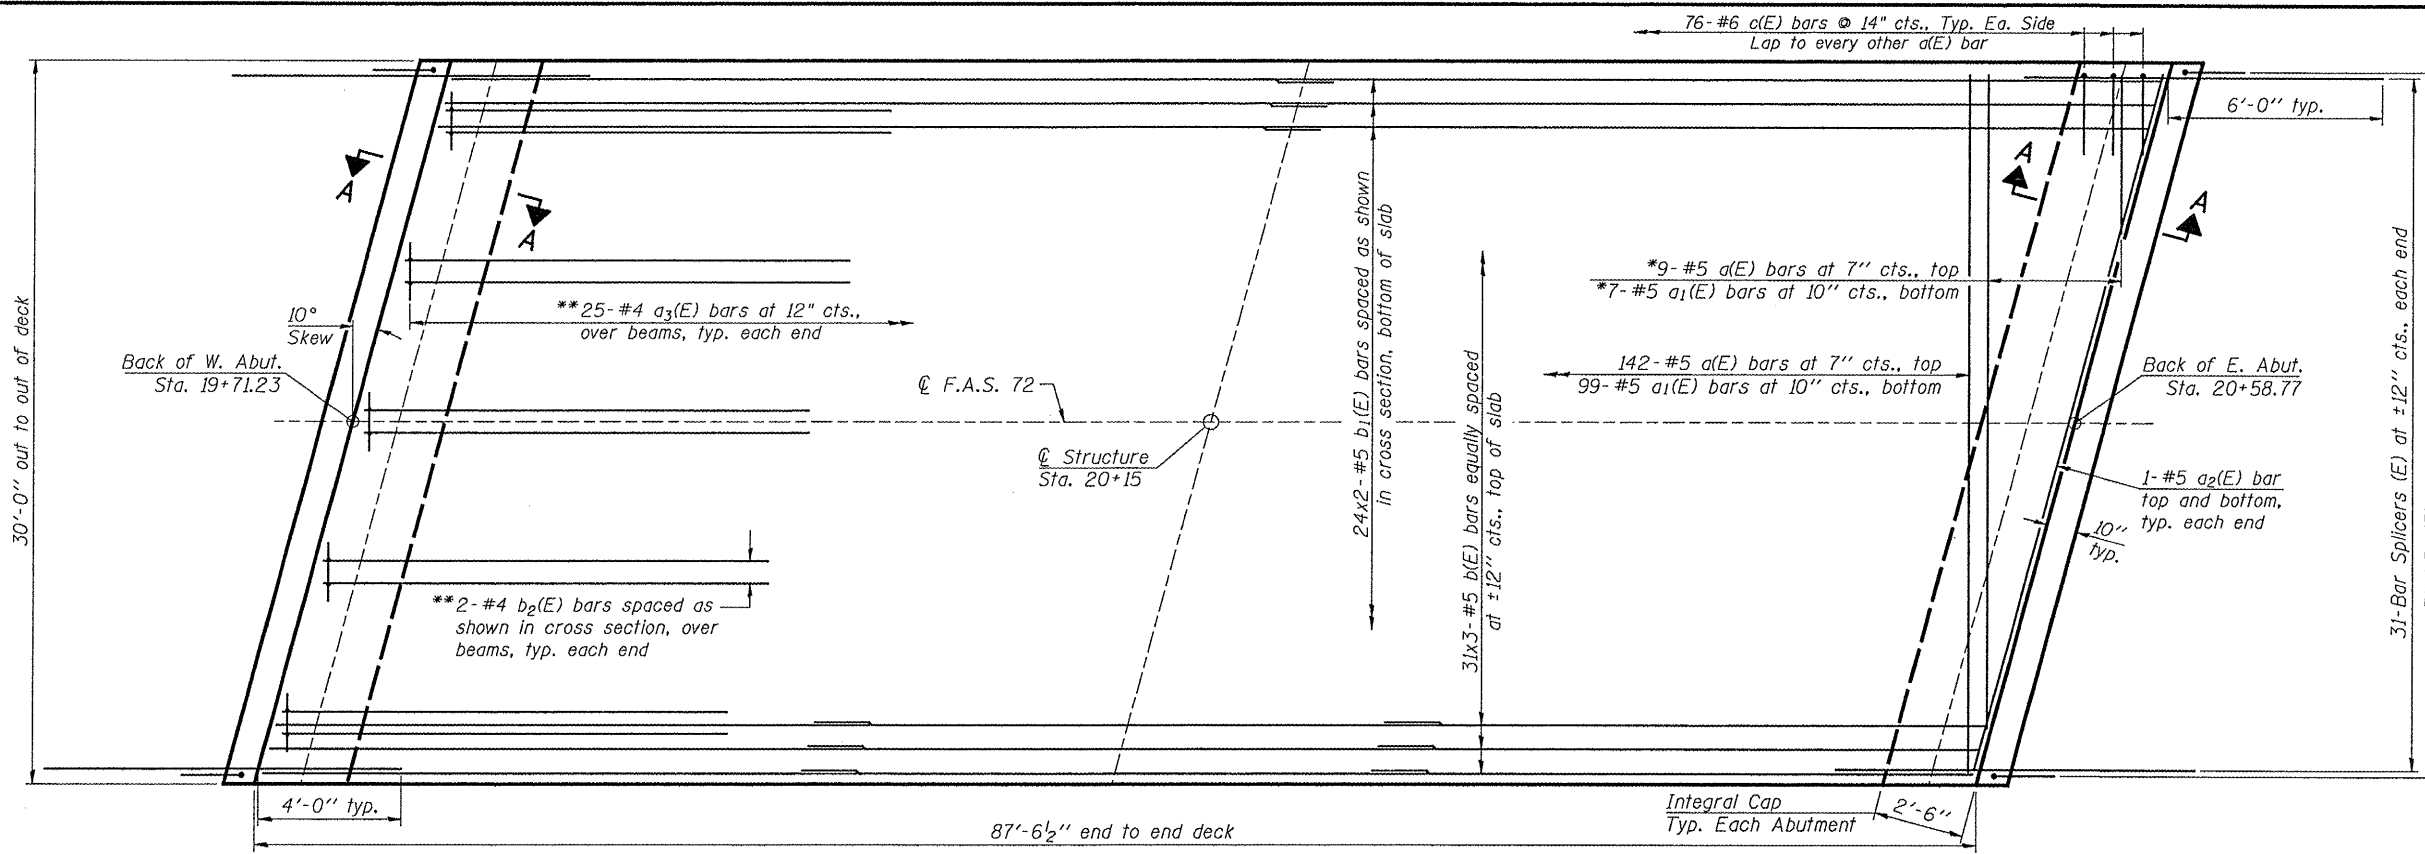 76-#6 c(E) bars @ 14" cts., Typ. Ea. Side
Lap to every other a(E) bar
6'-0" typ.
A
A
A
A
30'-0" out to out of deck
10°
Skew
Back of W. Abut.
Sta. 19+71.23
**25-#4 a3(E) bars at 12" cts.,
over beams, typ. each end
℄ F.A.S. 72
℄ Structure
Sta. 20+15
24x2-#5 b1(E) bars spaced as shown
in cross section, bottom of slab
31x3-#5 b(E) bars equally spaced
at ±12" cts., top of slab
*9-#5 a(E) bars at 7" cts., top
*7-#5 a1(E) bars at 10" cts., bottom
142-#5 a(E) bars at 7" cts., top
99-#5 a1(E) bars at 10" cts., bottom
Back of E. Abut.
Sta. 20+58.77
1-#5 a2(E) bar
top and bottom,
typ. each end
10"
typ.
31-Bar Splicers (E) at ±12" cts., each end
**2-#4 b2(E) bars spaced as
shown in cross section, over
beams, typ. each end
4'-0" typ.
87'-6½" end to end deck
Integral Cap
Typ. Each Abutment
2'-6"